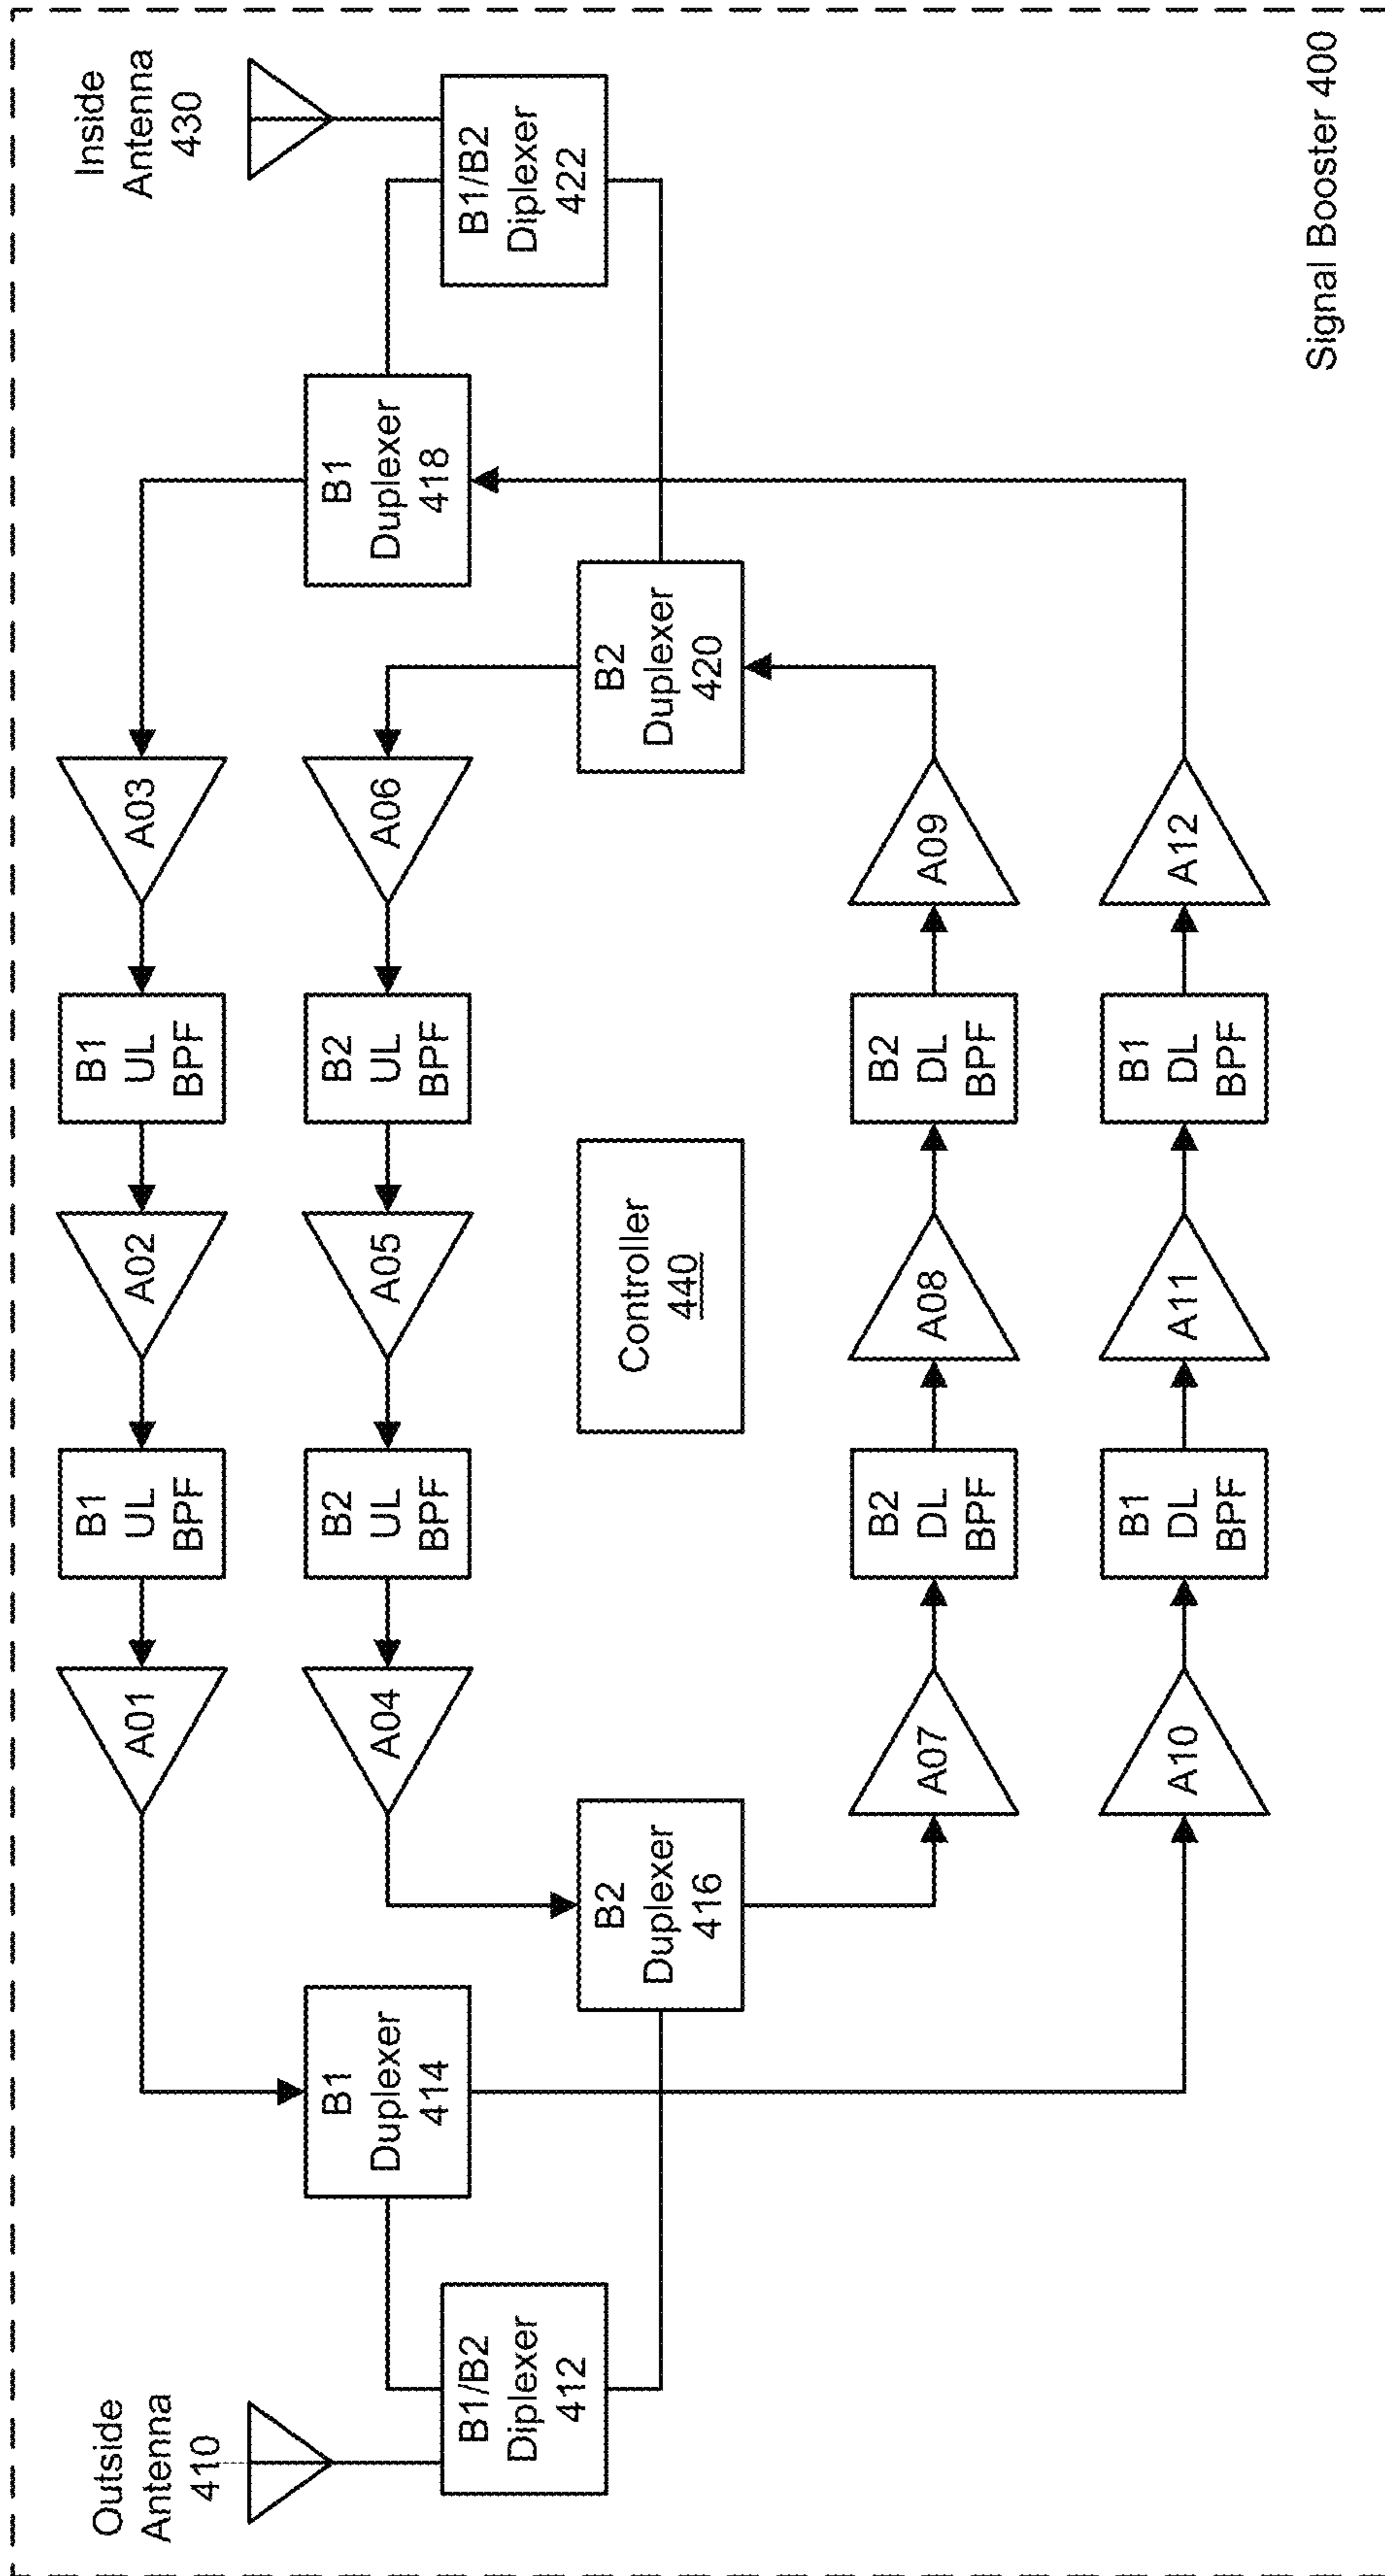 Outside
Antenna
410
Inside
Antenna
430
A01
B1
UL
BPF
A02
B1
UL
BPF
A03
B1
Duplexer
414
A04
B2
UL
BPF
A05
B2
UL
BPF
A06
B1
Duplexer
418
B1/B2
Diplexer
412
B1/B2
Diplexer
422
B2
Duplexer
416
Controller
440
B2
Duplexer
420
A07
B2
DL
BPF
A08
B2
DL
BPF
A09
A10
B1
DL
BPF
A11
B1
DL
BPF
A12
Signal Booster 400